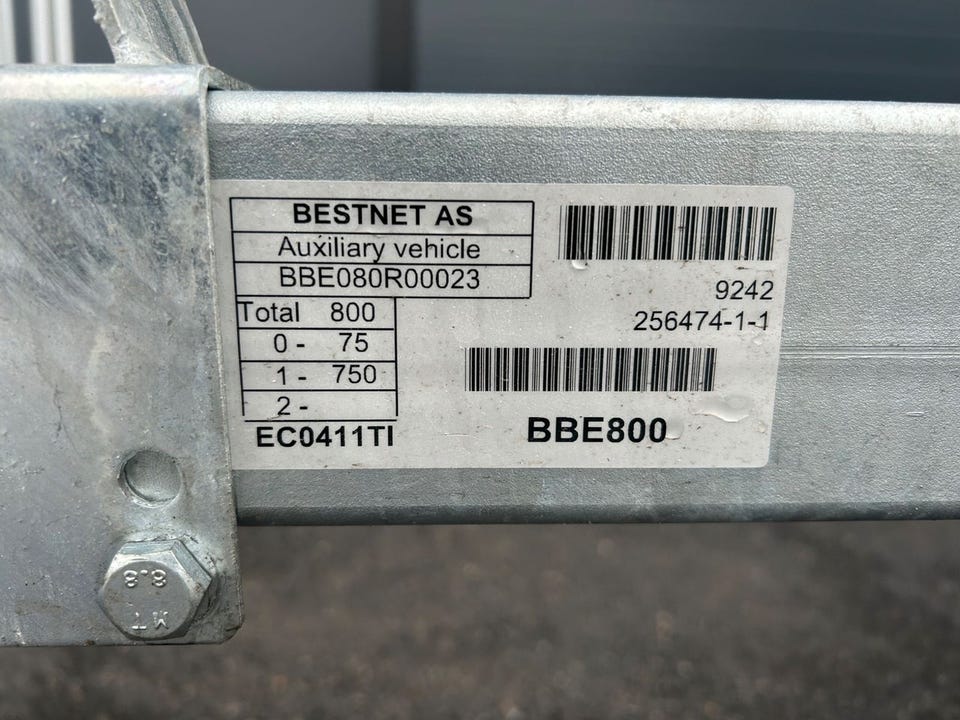 BESTNET AS
Auxiliary vehicle
BBE080R00023
Total 800
0 - 75
1 - 750
2 -
EC0411TI
9242
256474-1-1
BBE800
8.8
MT